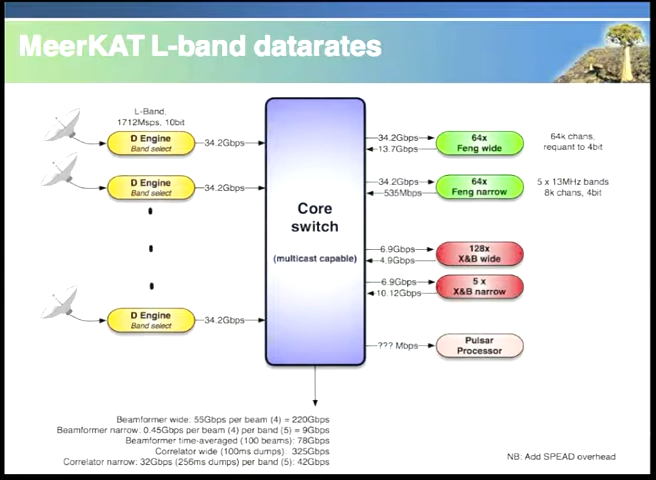 MeerKAT L-band datarates
L-Band,
1712Msps, 10bit
D Engine
Band select
34.2Gbps
D Engine
Band select
34.2Gbps
D Engine
Band select
34.2Gbps
Core
switch
(multicast capable)
34.2Gbps
13.7Gbps
64x
Feng wide
64k chans,
requant to 4bit
34.2Gbps
535Mbps
64x
Feng narrow
5 x 13MHz bands
8k chans, 4bit
6.9Gbps
4.9Gbps
128x
X&B wide
6.9Gbps
10.12Gbps
5 x
X&B narrow
??? Mbps
Pulsar
Processor
Beamformer wide: 55Gbps per beam (4) = 220Gbps
Beamformer narrow: 0.45Gbps per beam (4) per band (5) = 9Gbps
Beamformer time-averaged (100 beams): 78Gbps
Correlator wide (100ms dumps): 325Gbps
Correlator narrow: 32Gbps (256ms dumps) per band (5): 42Gbps
NB: Add SPEAD overhead